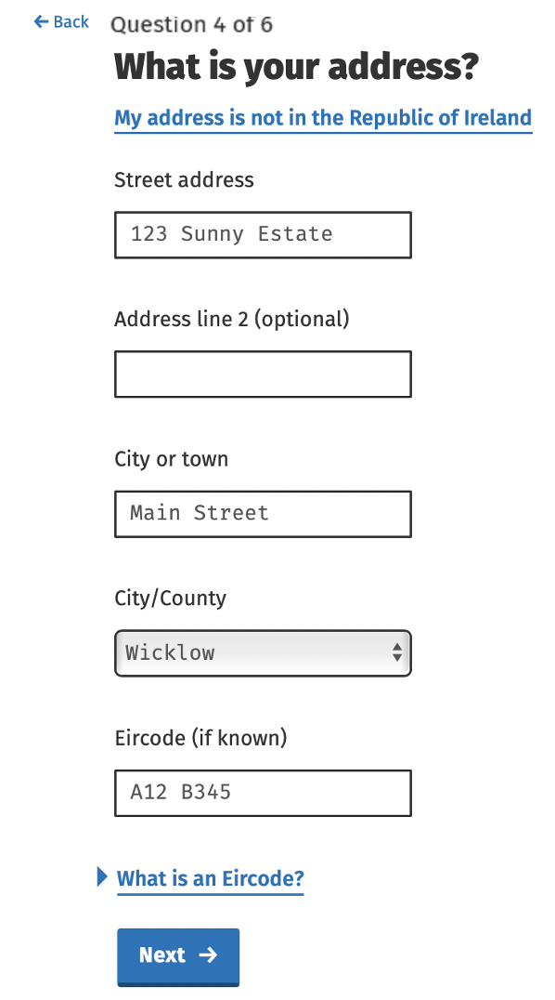 ← Back
Question 4 of 6
What is your address?
My address is not in the Republic of Ireland
Street address
123 Sunny Estate
Address line 2 (optional)
City or town
Main Street
City/County
Wicklow
Eircode (if known)
A12 B345
What is an Eircode?
Next →